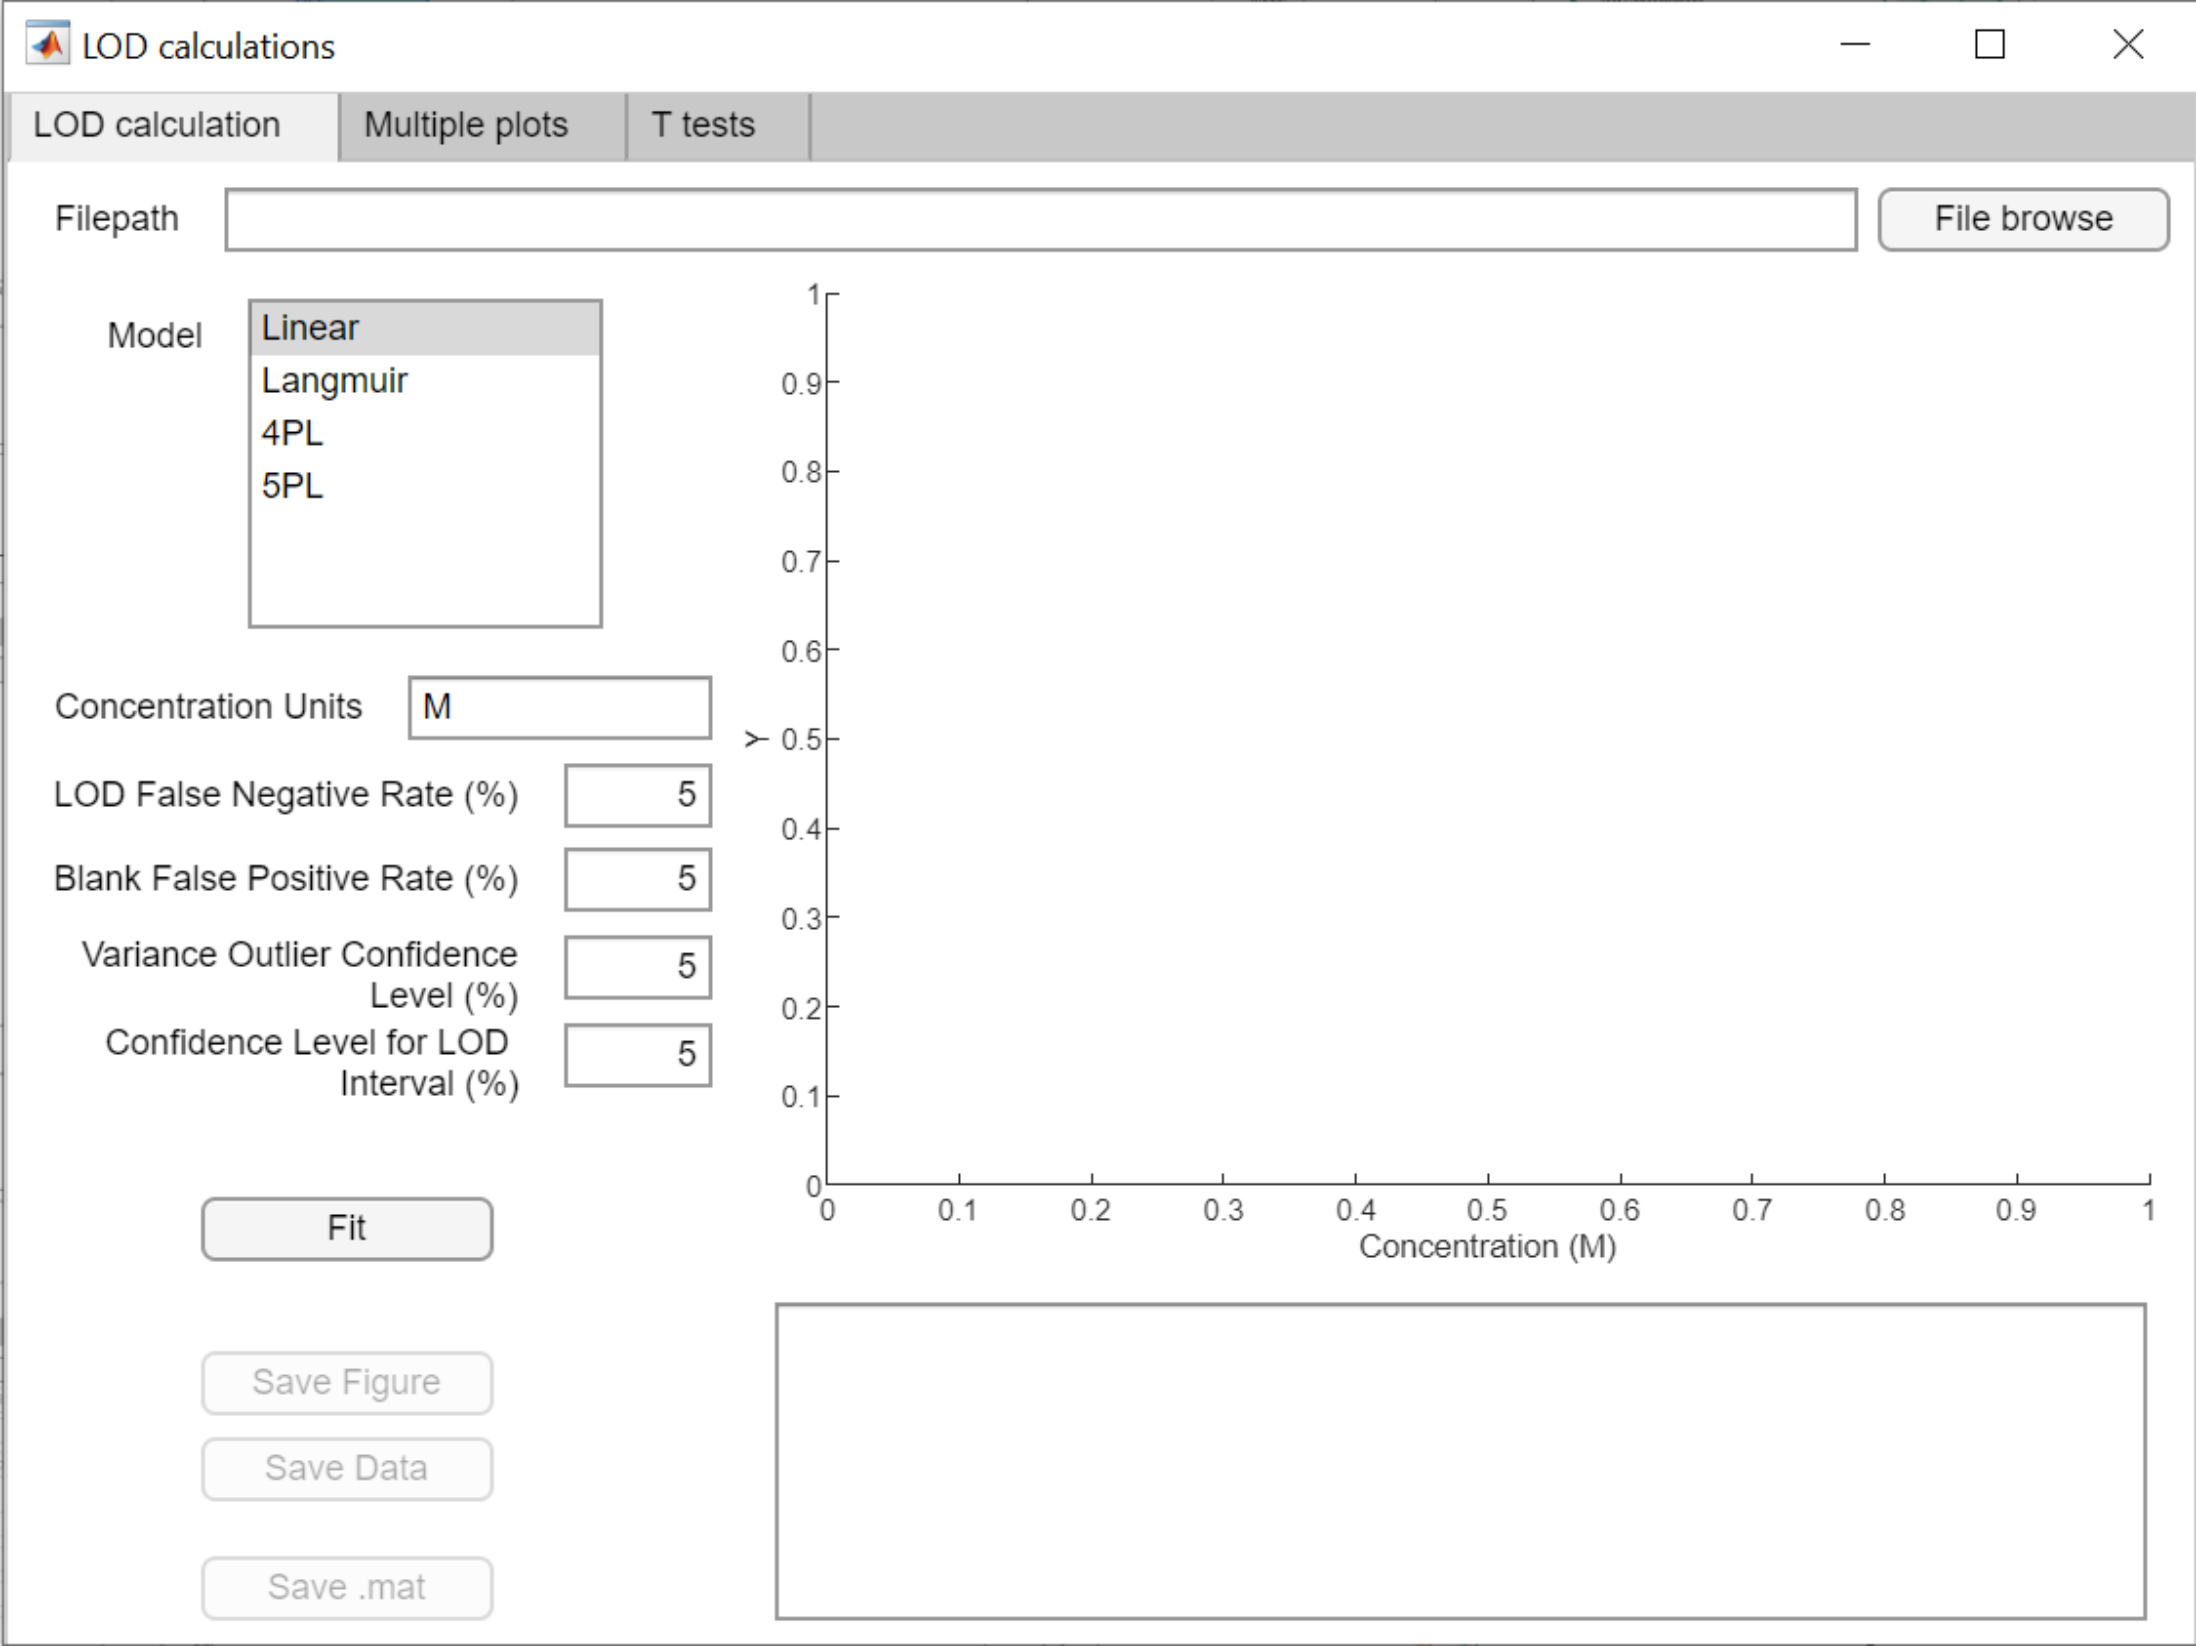 LOD calculations
LOD calculation
Multiple plots
T tests
Filepath
File browse
Model
Linear
Langmuir
4PL
5PL
Concentration Units
M
LOD False Negative Rate (%)
5
Blank False Positive Rate (%)
5
Variance Outlier Confidence
Level (%)
5
Confidence Level for LOD
Interval (%)
5
Fit
Save Figure
Save Data
Save .mat
1
0.9
0.8
0.7
0.6
0.5
0.4
0.3
0.2
0.1
0
Y
0
0.1
0.2
0.3
0.4
0.5
0.6
0.7
0.8
0.9
1
Concentration (M)